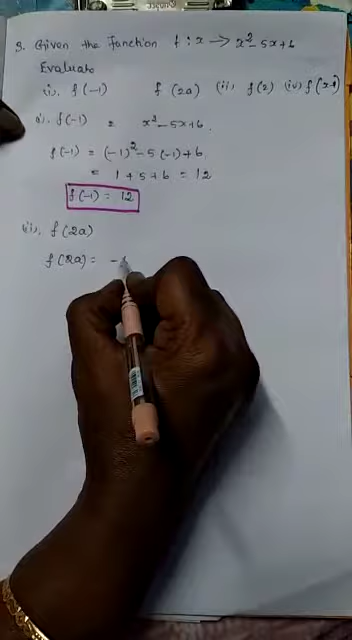 3. Given the function f : x → x² - 5x + 6
Evaluate
(i). f(-1) f(2a) (iii) f(2) (iv) f(x-1)
i). f(-1) = x² - 5x + 6.
f(-1) = (-1)² - 5(-1) + 6
= 1 + 5 + 6 = 12
f(-1) = 12
ii). f(2a)
f(2a) =